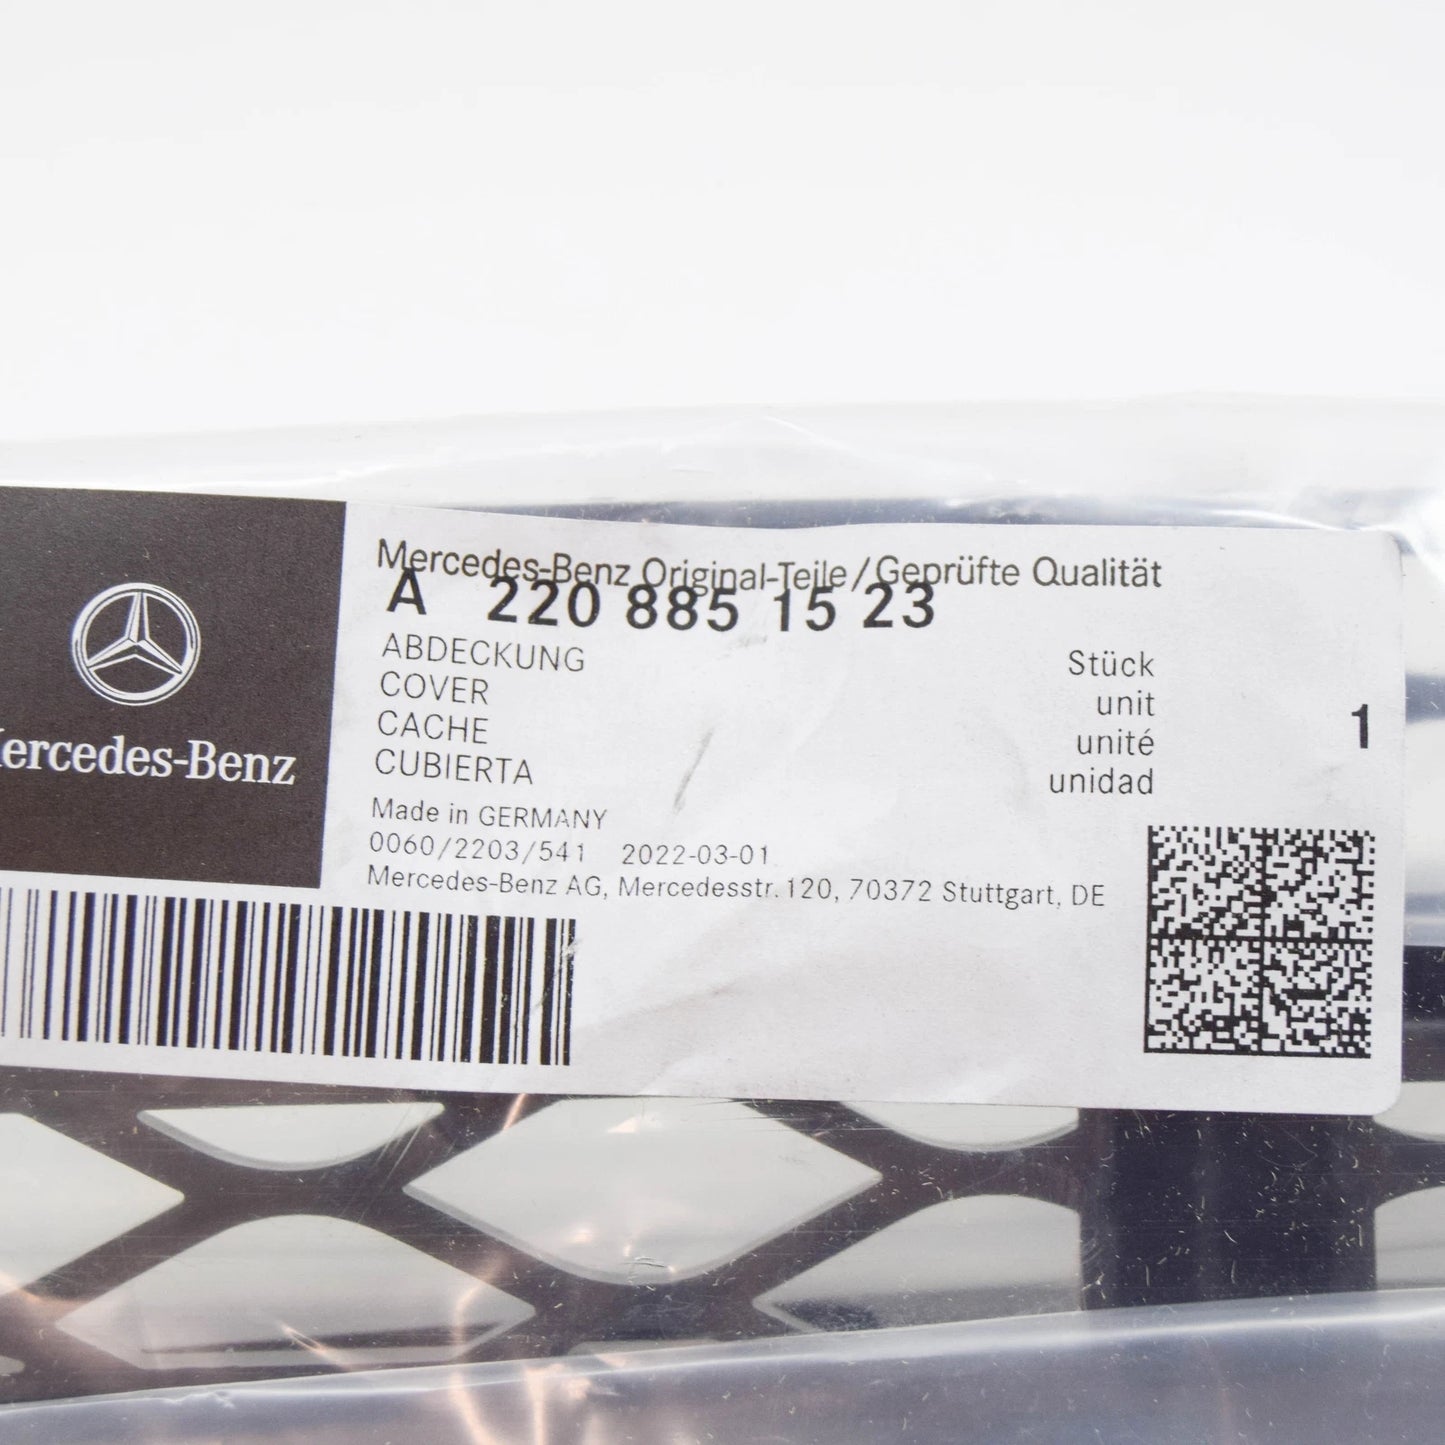 Mercedes-Benz
Mercedes-Benz Original-Teile/Geprüfte Qualität
A 220 885 15 23
ABDECKUNG
COVER
CACHE
CUBIERTA
Stück
unit
unité
unidad
1
Made in GERMANY
0060/2203/541 2022-03-01
Mercedes-Benz AG, Mercedesstr. 120, 70372 Stuttgart, DE